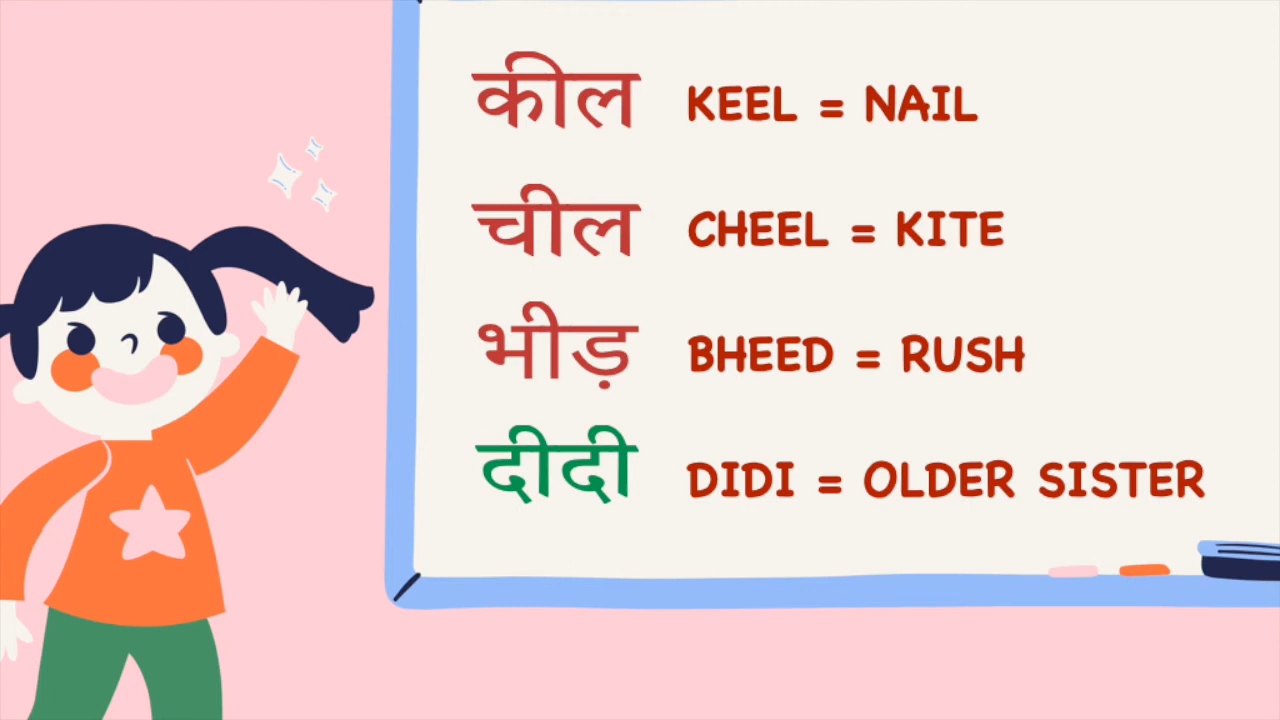 कील KEEL = NAIL
चील CHEEL = KITE
भीड़ BHEED = RUSH
दीदी DIDI = OLDER SISTER